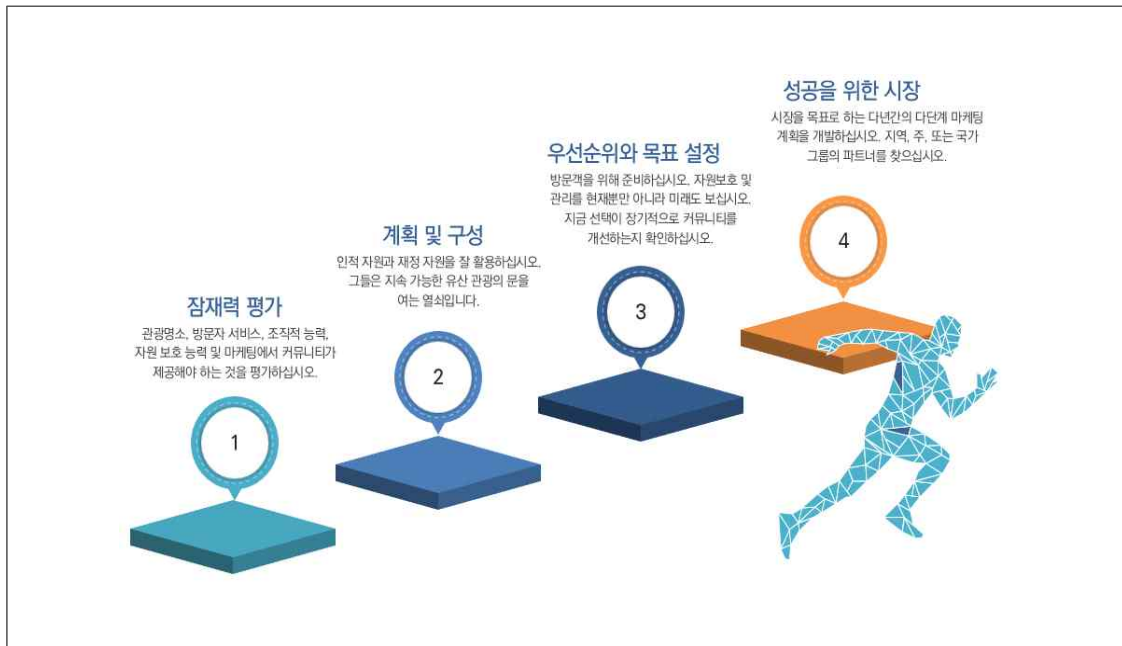 잠재력 평가
관광명소, 방문자 서비스, 조직적 능력,
자원 보호 능력 및 마케팅에서 커뮤니티가
제공해야 하는 것을 평가하십시오.
1
계획 및 구성
인적 자원과 재정 자원을 잘 활용하십시오.
그들은 지속 가능한 유산 관광의 문을
여는 열쇠입니다.
2
우선순위와 목표 설정
방문객을 위해 준비하십시오. 자원보호 및
관리를 현재뿐만 아니라 미래도 보십시오.
지금 선택이 장기적으로 커뮤니티를
개선하는지 확인하십시오.
3
성공을 위한 시장
시장을 목표로 하는 다년간의 다단계 마케팅
계획을 개발하십시오. 지역, 주, 또는 국가
그룹의 파트너를 찾으십시오.
4